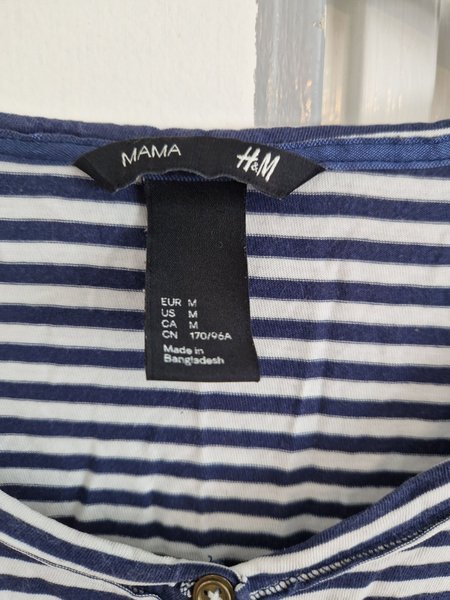 MAMA H&M
EUR M
US M
CA M
CN 170/96A
Made in
Bangladesh